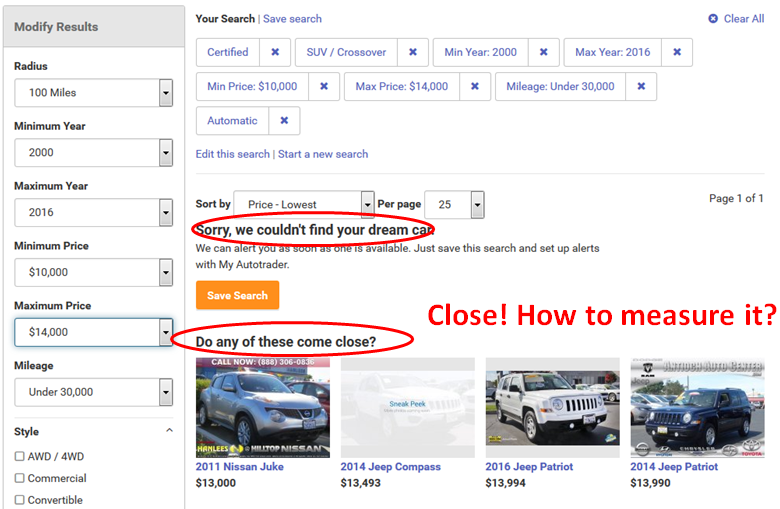 Modify Results
Radius
100 Miles
Minimum Year
2000
Maximum Year
2016
Minimum Price
$10,000
Maximum Price
$14,000
Mileage
Under 30,000
Style
AWD / 4WD
Commercial
Convertible
Your Search | Save search
Clear All
Certified
SUV / Crossover
Min Year: 2000
Max Year: 2016
Min Price: $10,000
Max Price: $14,000
Mileage: Under 30,000
Automatic
Edit this search | Start a new search
Sort by Price - Lowest Per page 25
Page 1 of 1
Sorry, we couldn't find your dream car.
We can alert you as soon as one is available. Just save this search and set up alerts
with My Autotrader.
Save Search
Close! How to measure it?
Do any of these come close?
CALL NOW: (888) 306-083
HANLEES @ HILLTOP NISSAN
Sneak Peek
ANTIOCH AUTO CENTER
RAM
HYUNDAI
CHRYSLER
TOYOTA
2011 Nissan Juke
$13,000
2014 Jeep Compass
$13,493
2016 Jeep Patriot
$13,994
2014 Jeep Patriot
$13,990